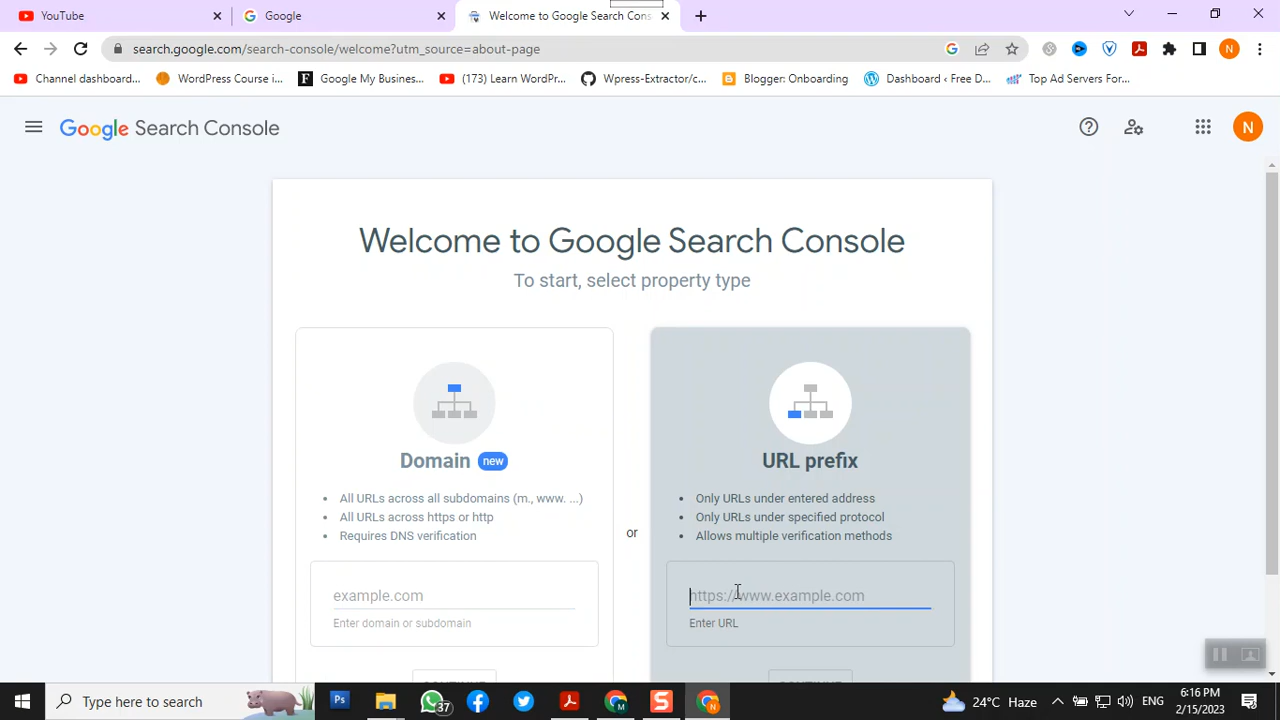 YouTube
Google
Welcome to Google Search Cons
search.google.com/search-console/welcome?utm_source=about-page
N
Channel dashboard...
WordPress Course i...
Google My Busines...
(173) Learn WordPr...
Wpress-Extractor/c...
Blogger: Onboarding
Dashboard ‹ Free D...
Top Ad Servers For...
Google Search Console
N
Welcome to Google Search Console
To start, select property type
Domain new
All URLs across all subdomains (m., www. ...)
All URLs across https or http
Requires DNS verification
example.com
Enter domain or subdomain
or
URL prefix
Only URLs under entered address
Only URLs under specified protocol
Allows multiple verification methods
https://www.example.com
Enter URL
Type here to search
Ps
37
M
S
N
24°C Haze
ENG
6:16 PM
2/15/2023